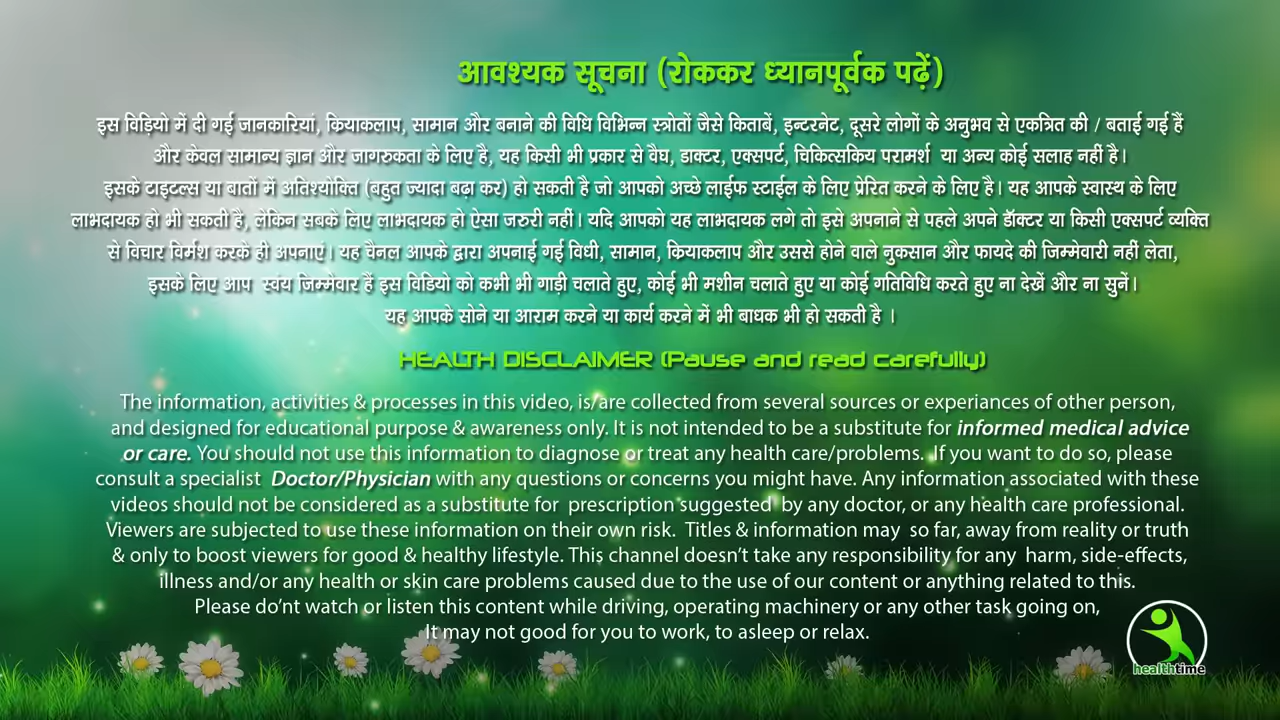 आवश्यक सूचना (रोककर ध्यानपूर्वक पढ़ें)
इस विड़ियो में दी गई जानकारियां, क्रियाकलाप, सामान और बनाने की विधि विभिन्न स्त्रोतों जैसे किताबें, इन्टरनेट, दूसरे लोगों के अनुभव से एकत्रित की / बताई गई हैं
और केवल सामान्य ज्ञान और जागरुकता के लिए है, यह किसी भी प्रकार से वैघ, डाक्टर, एक्सपर्ट, चिकित्सकिय परामर्श या अन्य कोई सलाह नहीं है।
इसके टाइटल्स या बातों में अतिश्योक्ति (बहुत ज्यादा बढ़ा कर) हो सकती है जो आपको अच्छे लाईफ स्टाईल के लिए प्रेरित करने के लिए है। यह आपके स्वास्थ के लिए
लाभदायक हो भी सकती है, लेकिन सबके लिए लाभदायक हो ऐसा जरुरी नहीं। यदि आपको यह लाभदायक लगे तो इसे अपनाने से पहले अपने डॉक्टर या किसी एक्सपर्ट व्यक्ति
से विचार विर्मश करके ही अपनाएं। यह चैनल आपके द्वारा अपनाई गई विधी, सामान, क्रियाकलाप और उससे होने वाले नुकसान और फायदे की जिम्मेवारी नहीं लेता,
इसके लिए आप स्वंय जिम्मेवार हैं इस विडियो को कभी भी गाड़ी चलाते हुए, कोई भी मशीन चलाते हुए या कोई गतिविधि करते हुए ना देखें और ना सुनें।
यह आपके सोने या आराम करने या कार्य करने में भी बाधक भी हो सकती है ।
HEALTH DISCLAIMER (Pause and read carefully)
The information, activities & processes in this video, is/are collected from several sources or experiances of other person,
and designed for educational purpose & awareness only. It is not intended to be a substitute for informed medical advice
or care. You should not use this information to diagnose or treat any health care/problems. If you want to do so, please
consult a specialist Doctor/Physician with any questions or concerns you might have. Any information associated with these
videos should not be considered as a substitute for prescription suggested by any doctor, or any health care professional.
Viewers are subjected to use these information on their own risk. Titles & information may so far, away from reality or truth
& only to boost viewers for good & healthy lifestyle. This channel doesn't take any responsibility for any harm, side-effects,
illness and/or any health or skin care problems caused due to the use of our content or anything related to this.
Please do'nt watch or listen this content while driving, operating machinery or any other task going on,
It may not good for you to work, to asleep or relax.
healthtime